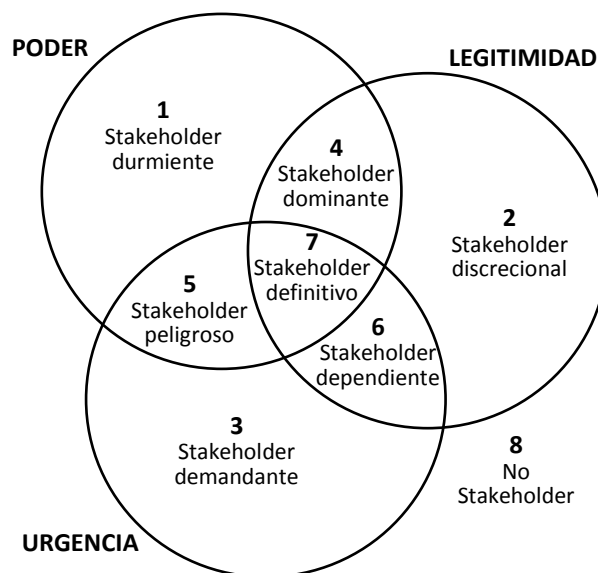 PODER
LEGITIMIDAD
1
Stakeholder
durmiente
4
Stakeholder
dominante
2
Stakeholder
discrecional
7
Stakeholder
definitivo
5
Stakeholder
peligroso
6
Stakeholder
dependiente
3
Stakeholder
demandante
8
No
Stakeholder
URGENCIA